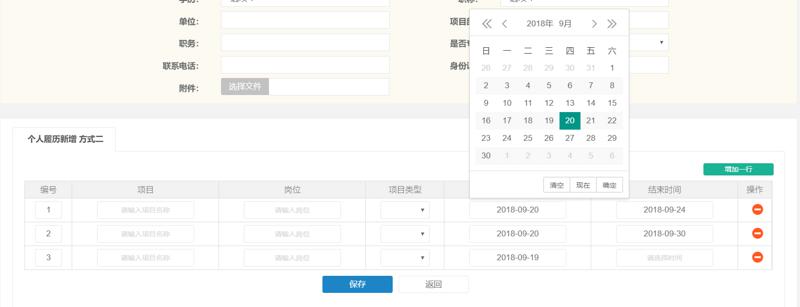 2018年 9月
单位：
职务：
联系电话：
附件：
选择文件
日 一 二 三 四 五 六
26 27 28 29 30 31 1
2 3 4 5 6 7 8
9 10 11 12 13 14 15
16 17 18 19 20 21 22
23 24 25 26 27 28 29
30 1 2 3 4 5 6
清空 现在 确定
个人履历新增 方式二
增加一行
编号 项目 岗位 项目类型 结束时间 操作
1 请输入项目名称 请输入岗位 2018-09-20 2018-09-24
2 请输入项目名称 请输入岗位 2018-09-20 2018-09-30
3 请输入项目名称 请输入岗位 2018-09-19 请选择时间
保存 返回